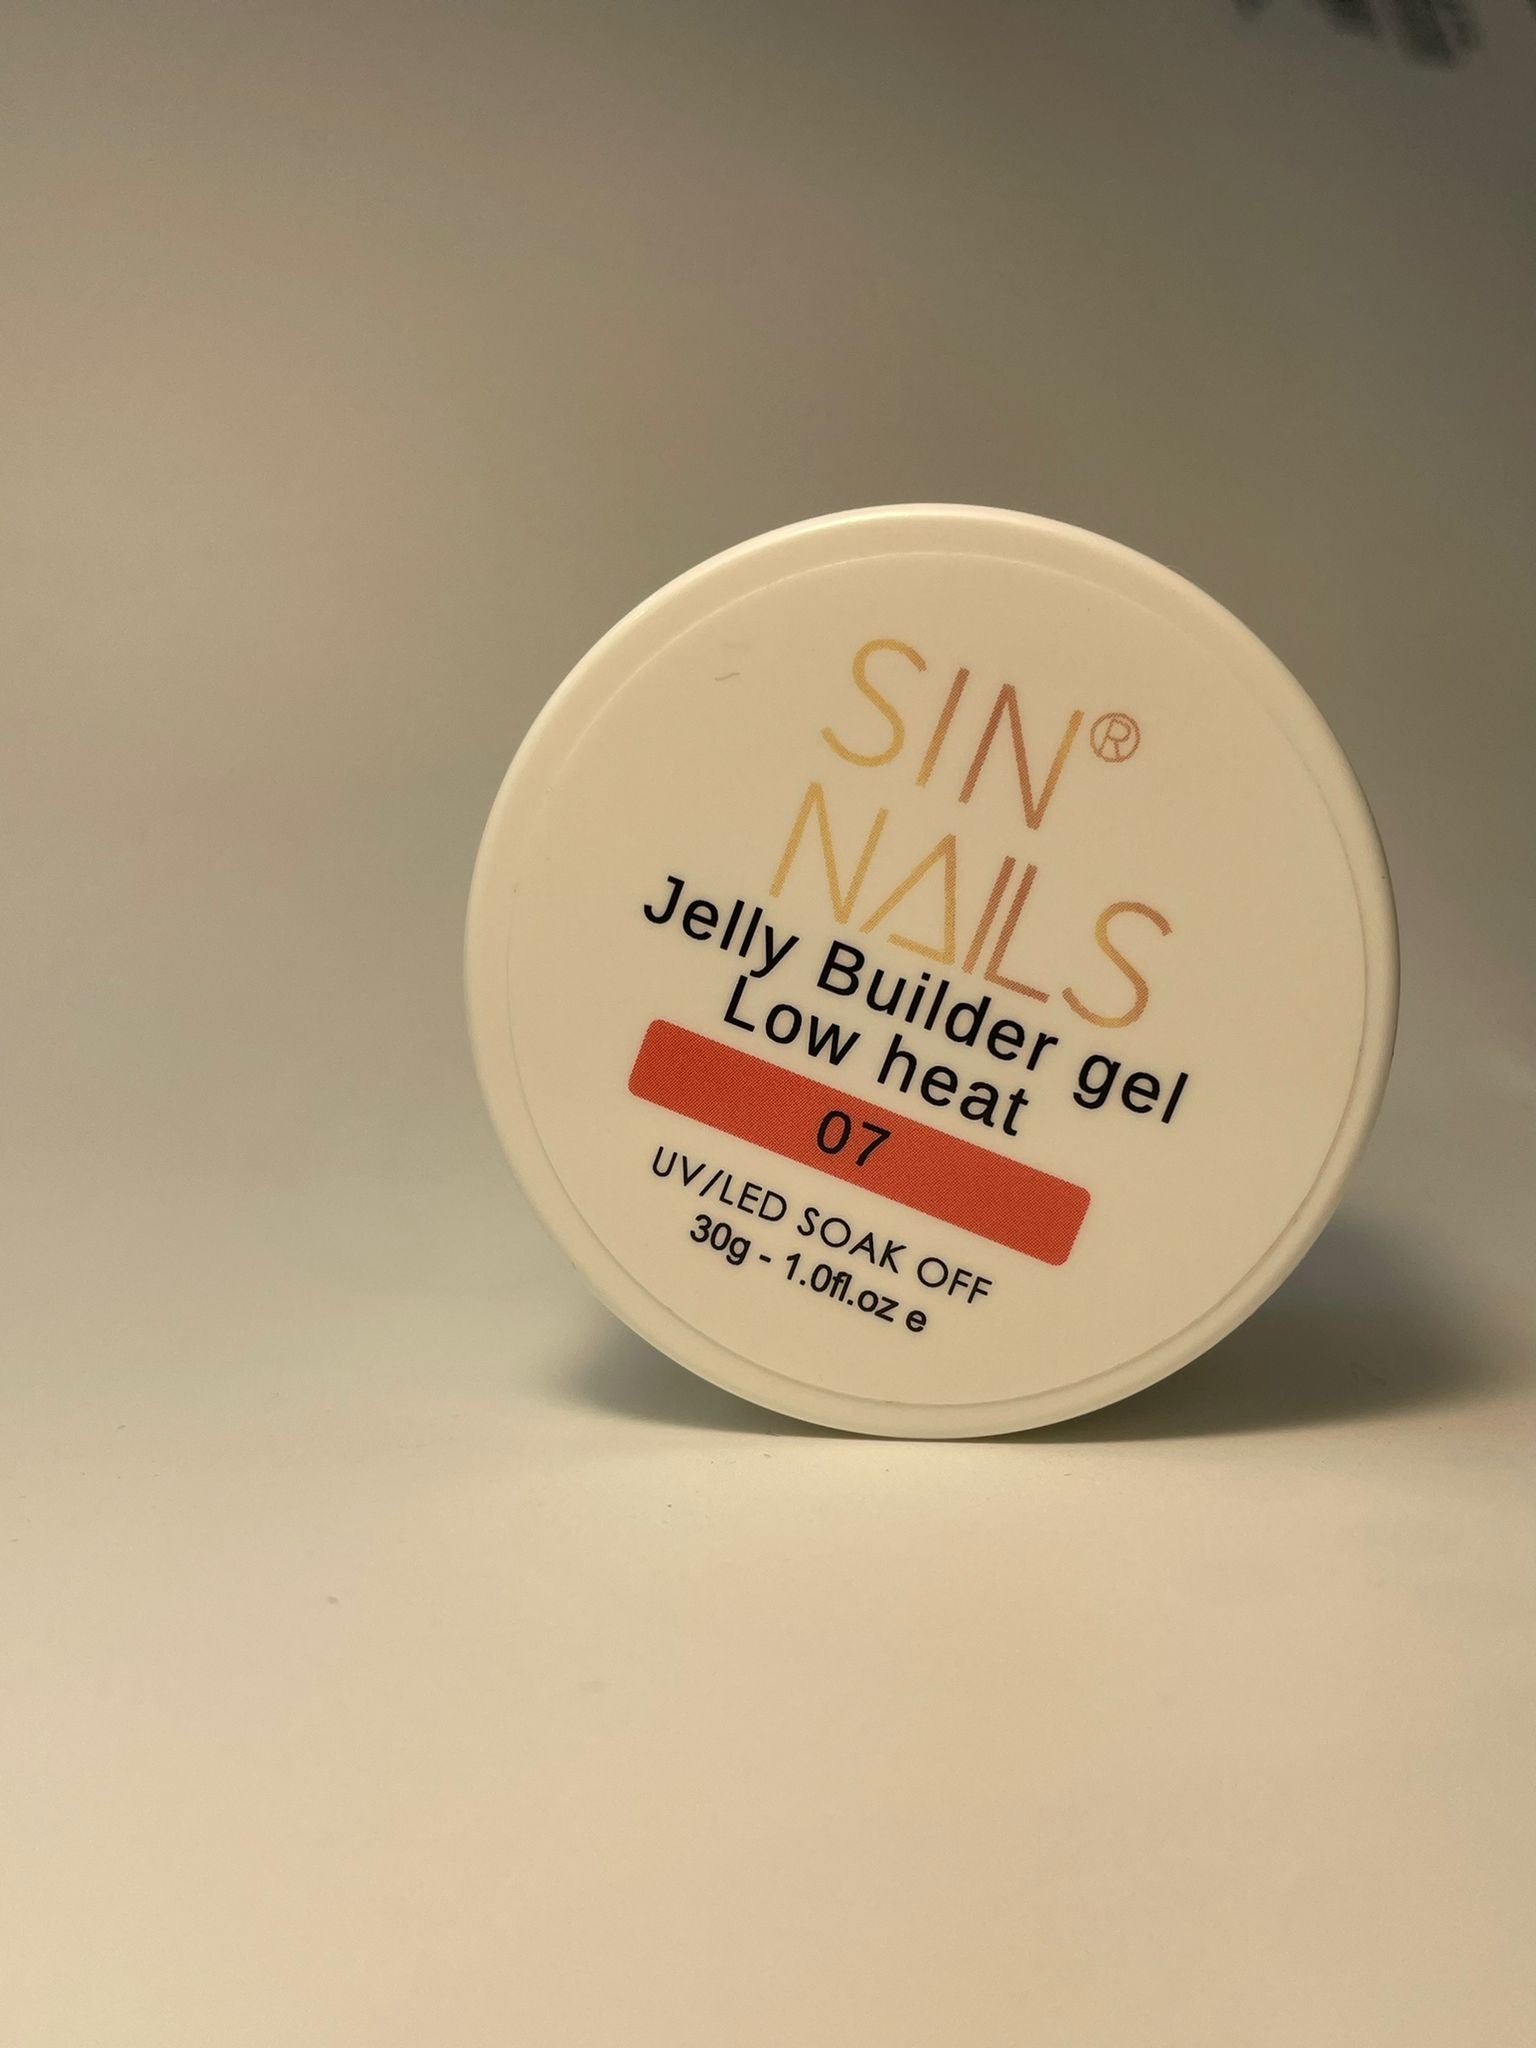 SIN®
NAILS
Jelly Builder gel
Low heat
07
UV/LED SOAK OFF
30g - 1.0fl.oz e